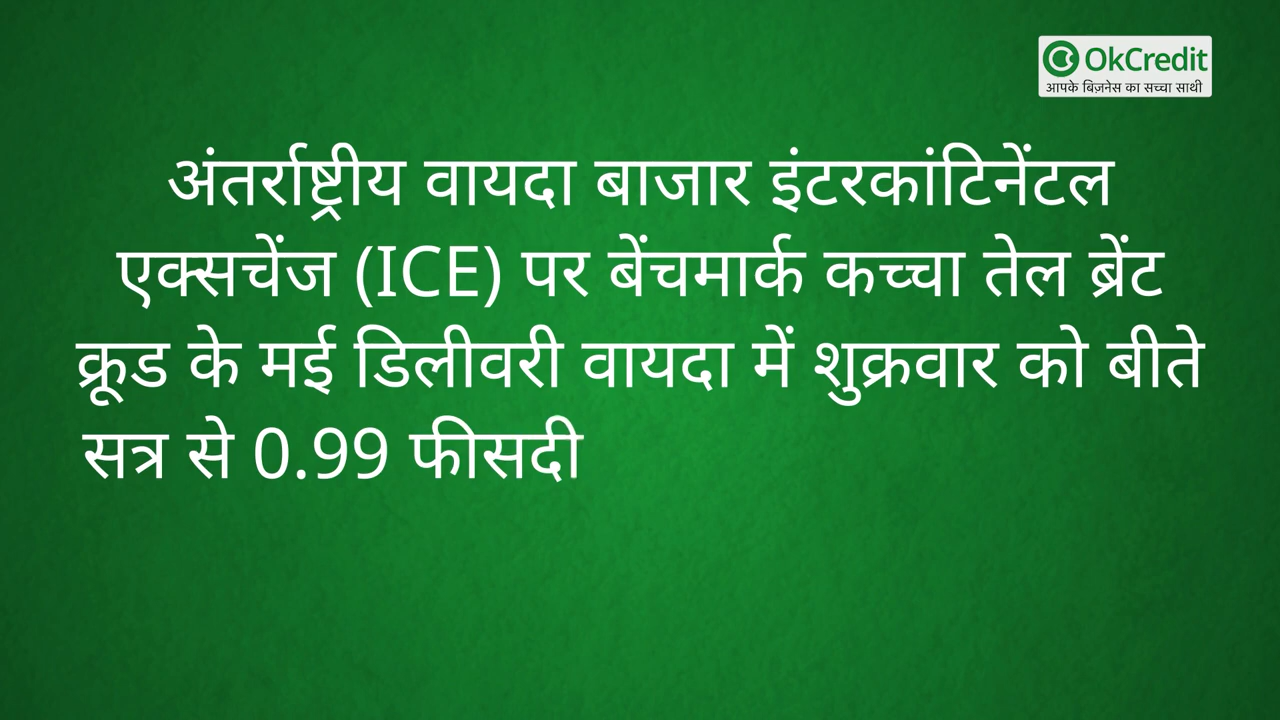 OkCredit
आपके बिज़नेस का सच्चा साथी
अंतर्राष्ट्रीय वायदा बाजार इंटरकांटिनेंटल
एक्सचेंज (ICE) पर बेंचमार्क कच्चा तेल ब्रेंट
क्रूड के मई डिलीवरी वायदा में शुक्रवार को बीते
सत्र से 0.99 फीसदी